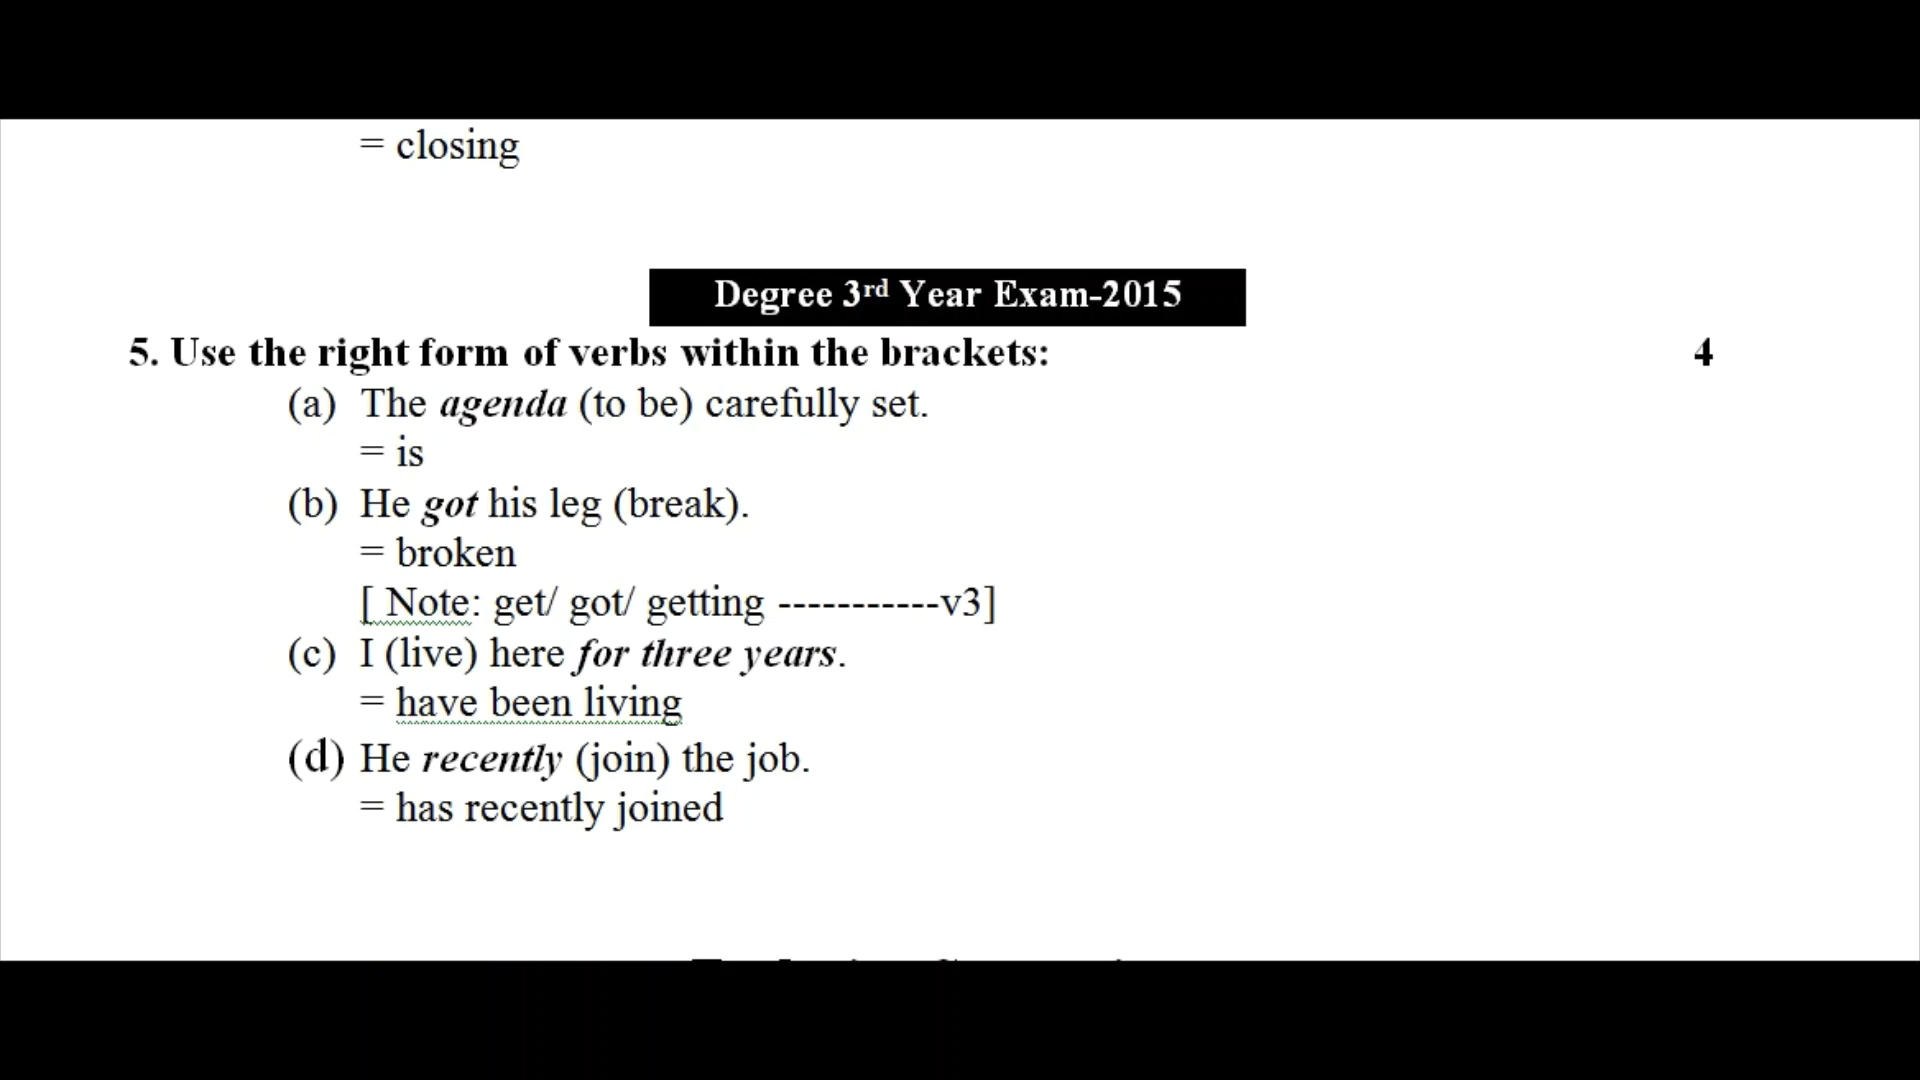 = closing
Degree 3rd Year Exam-2015
5. Use the right form of verbs within the brackets: 4
(a) The agenda (to be) carefully set.
= is
(b) He got his leg (break).
= broken
[ Note: get/ got/ getting -----------v3]
(c) I (live) here for three years.
= have been living
(d) He recently (join) the job.
= has recently joined